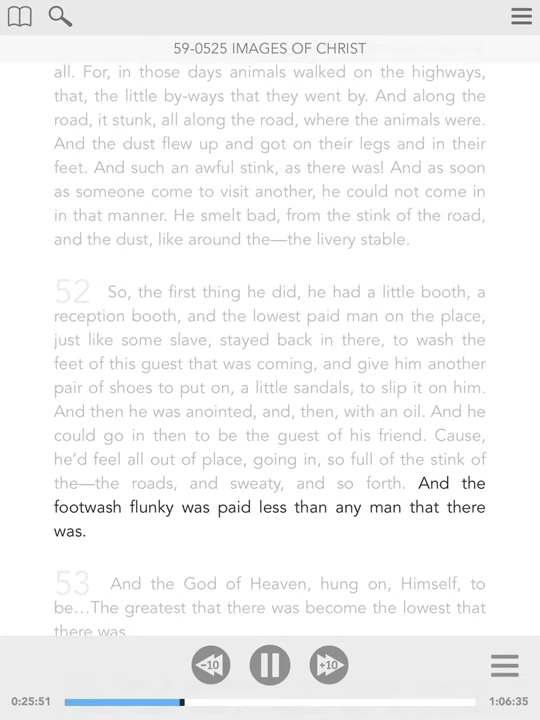 59-0525 IMAGES OF CHRIST
all. For, in those days animals walked on the highways,
that, the little by-ways that they went by. And along the
road, it stunk, all along the road, where the animals were.
And the dust flew up and got on their legs and in their
feet. And such an awful stink, as there was! And as soon
as someone come to visit another, he could not come in
in that manner. He smelt bad, from the stink of the road,
and the dust, like around the—the livery stable.
52 So, the first thing he did, he had a little booth, a
reception booth, and the lowest paid man on the place,
just like some slave, stayed back in there, to wash the
feet of this guest that was coming, and give him another
pair of shoes to put on, a little sandals, to slip it on him.
And then he was anointed, and, then, with an oil. And he
could go in then to be the guest of his friend. Cause,
he’d feel all out of place, going in, so full of the stink of
the—the roads, and sweaty, and so forth. And the
footwash flunky was paid less than any man that there
was.
53 And the God of Heaven, hung on, Himself, to
be…The greatest that there was become the lowest that
there was
-10 +10
0:25:51 1:06:35